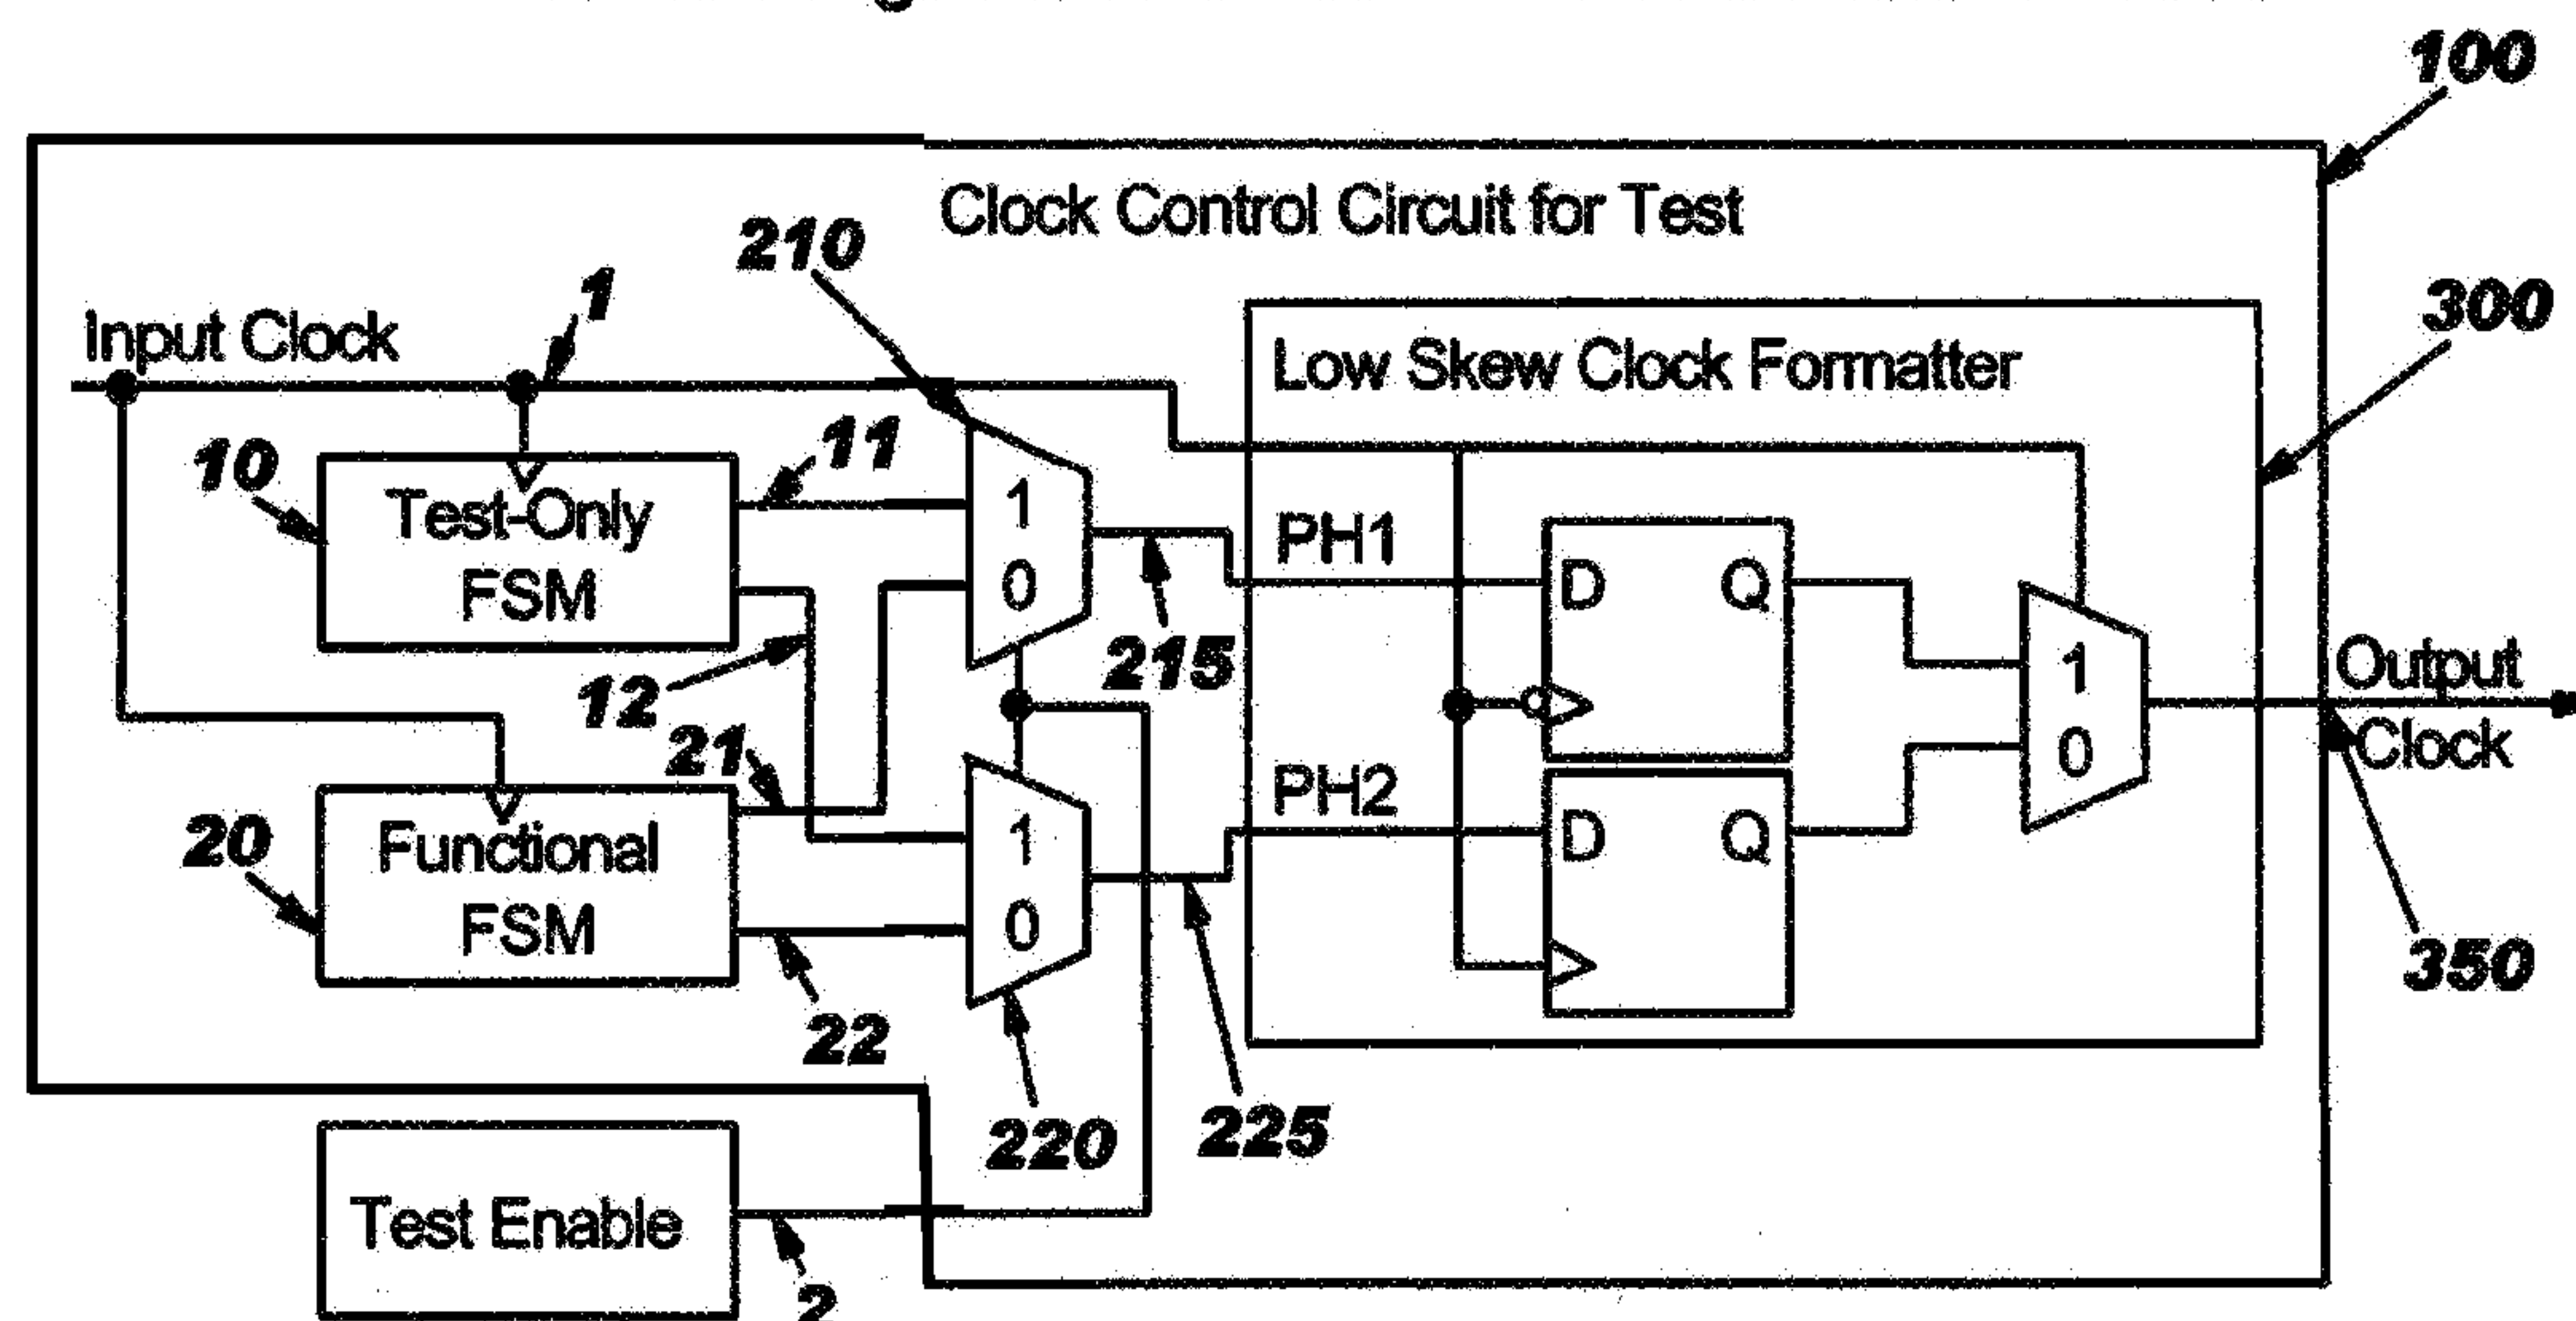 100
Clock Control Circuit for Test
210
1
300
Input Clock
Low Skew Clock Formatter
11
10
1
Test-Only
PH1
0
D Q
FSM
215
Output
1
12
21
0
Clock
PH2
20
1
D Q
Functional
0
FSM
350
22
220
225
Test Enable
2